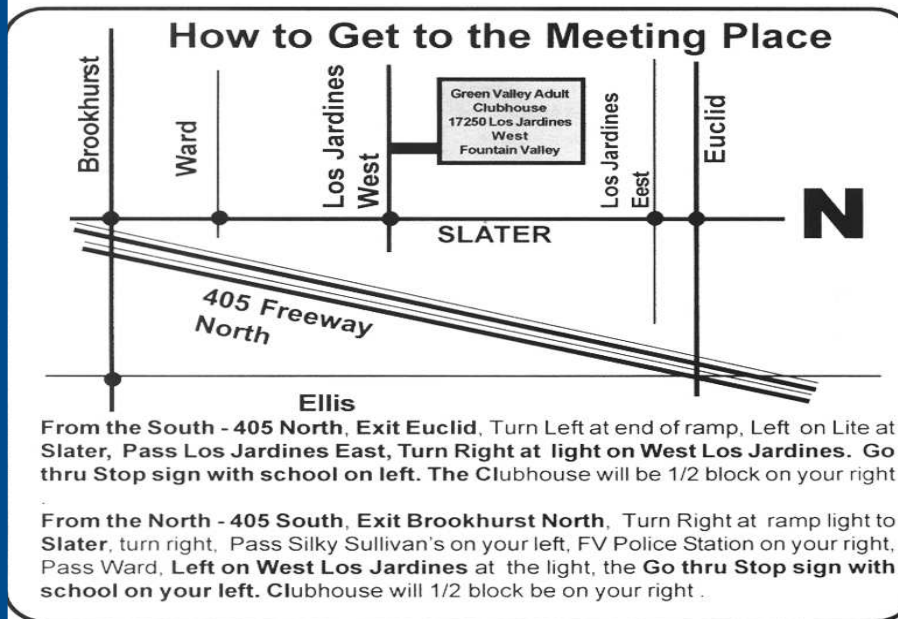 How to Get to the Meeting Place
Brookhurst
Ward
Los Jardines
West
Green Valley Adult
Clubhouse
17250 Los Jardines
West
Fountain Valley
Los Jardines
Eest
Euclid
N
SLATER
405 Freeway
North
Ellis
From the South - 405 North, Exit Euclid, Turn Left at end of ramp, Left on Lite at
Slater, Pass Los Jardines East, Turn Right at light on West Los Jardines. Go
thru Stop sign with school on left. The Clubhouse will be 1/2 block on your right
.
From the North - 405 South, Exit Brookhurst North, Turn Right at ramp light to
Slater, turn right, Pass Silky Sullivan's on your left, FV Police Station on your right,
Pass Ward, Left on West Los Jardines at the light, the Go thru Stop sign with
school on your left. Clubhouse will 1/2 block be on your right .